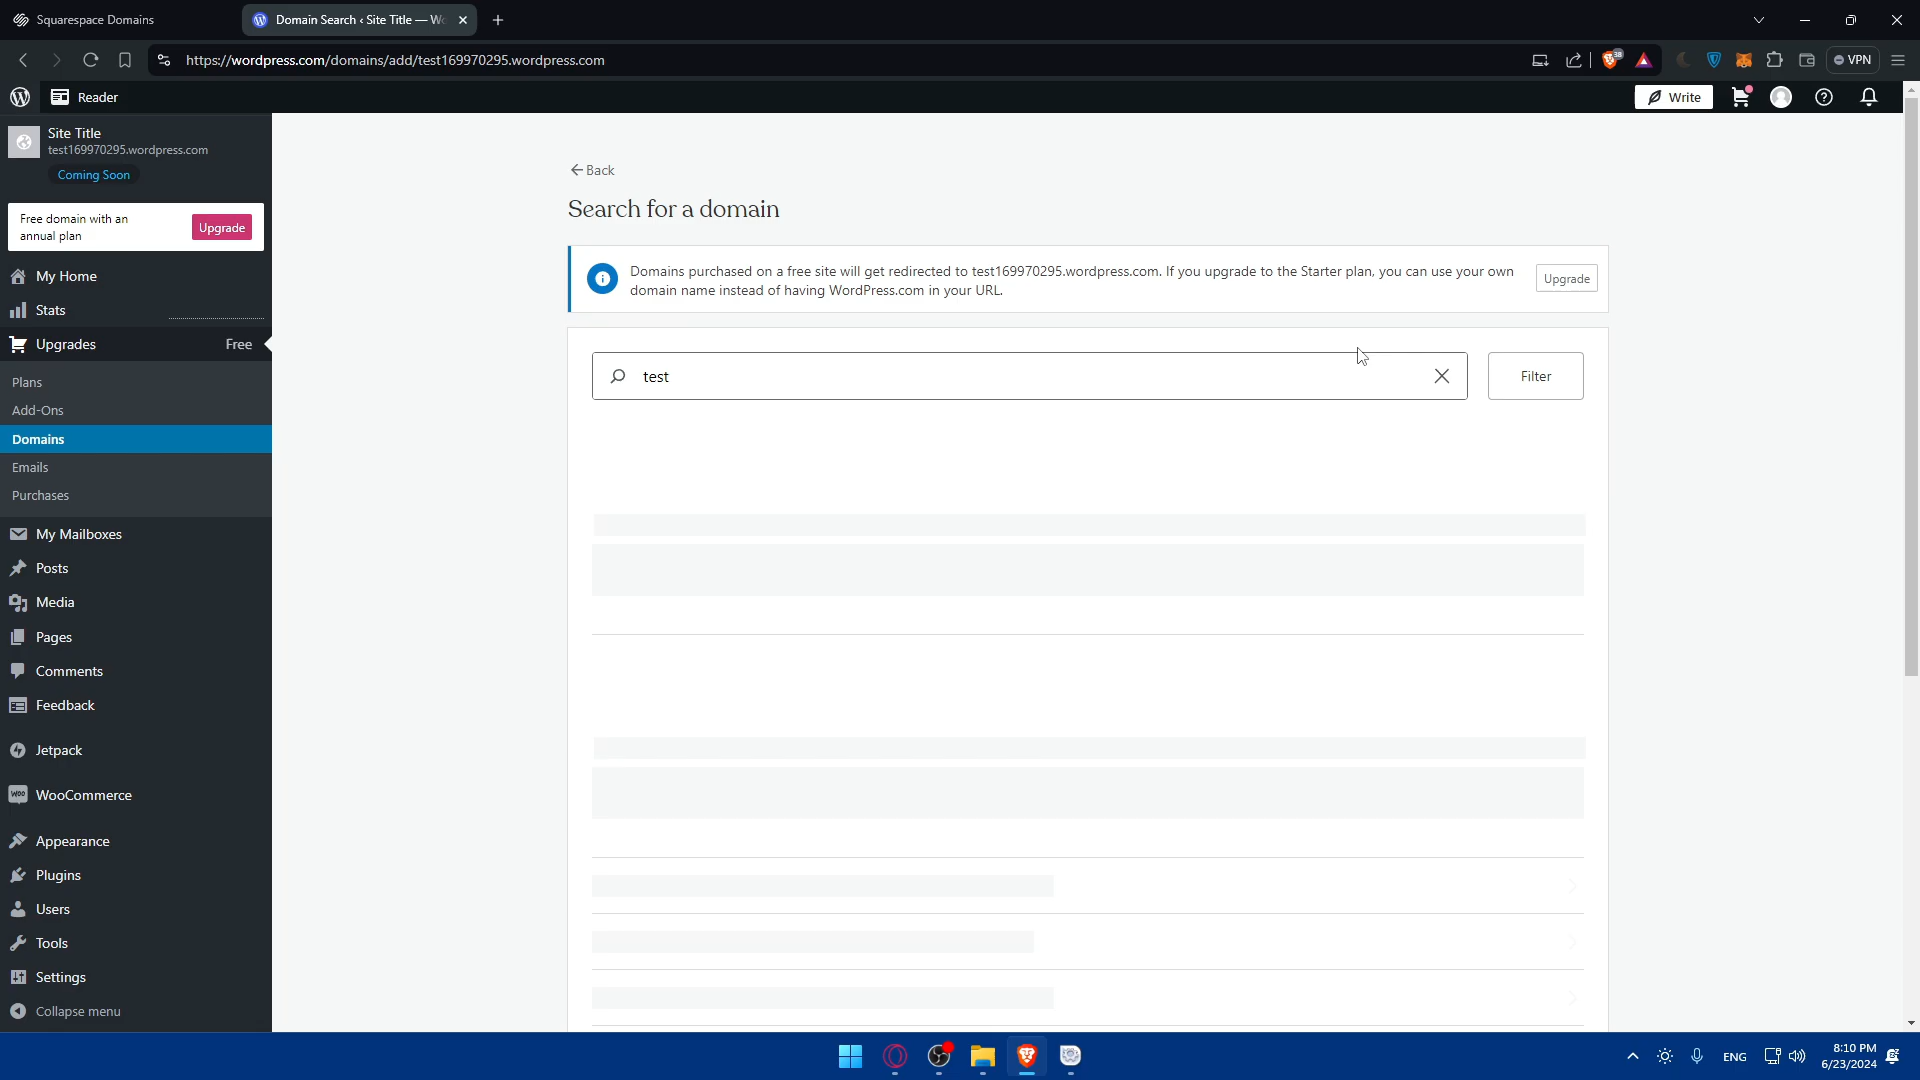 Squarespace Domains
Domain Search ‹ Site Title — Wo
https://wordpress.com/domains/add/test169970295.wordpress.com
38
VPN
Reader
Write
Site Title
test169970295.wordpress.com
Coming Soon
Free domain with an
annual plan
Upgrade
My Home
Stats
Upgrades
Free
Plans
Add-Ons
Domains
Emails
Purchases
My Mailboxes
Posts
Media
Pages
Comments
Feedback
Jetpack
WooCommerce
Appearance
Plugins
Users
Tools
Settings
Collapse menu
Back
Search for a domain
Domains purchased on a free site will get redirected to test169970295.wordpress.com. If you upgrade to the Starter plan, you can use your own
domain name instead of having WordPress.com in your URL.
Upgrade
test
Filter
ENG
8:10 PM
6/23/2024